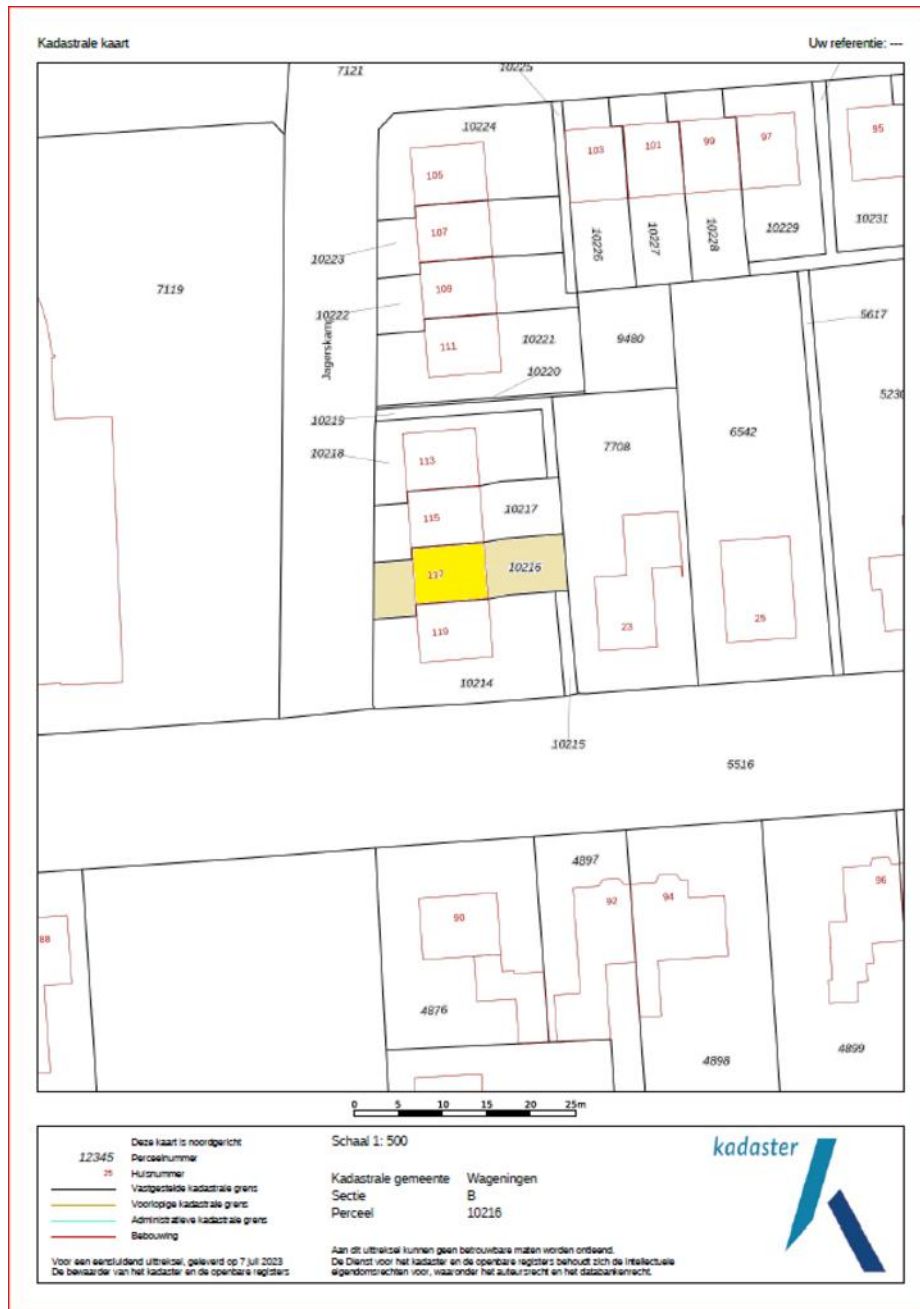 Kadastrale kaart
Uw referentie: ---
7121
10225
10224
103
101
99
97
95
105
107
10223
10226
10227
10228
10229
10231
7119
109
10222
Jagerskamp
111
10221
9480
5617
10220
10219
5230
10218
113
7708
6542
115
10217
117
10216
119
23
25
10214
10215
5516
4897
90
92
94
96
88
4876
4898
4899
0 5 10 15 20 25m
Deze kaart is noordgericht
12345 Perceelnummer
25 Huisnummer
Vastgestelde kadastrale grens
Voorlopige kadastrale grens
Administratieve kadastrale grens
Bebouwing
Voor een eensluidend uittreksel, geleverd op 7 juli 2023
De bewaarder van het kadaster en de openbare registers
Schaal 1: 500
Kadastrale gemeente Wageningen
Sectie B
Perceel 10216
Aan dit uittreksel kunnen geen betrouwbare maten worden ontleend.
De Dienst voor het kadaster en de openbare registers behoudt zich de intellectuele
eigendomsrechten voor, waaronder het auteursrecht en het databankenrecht.
kadaster